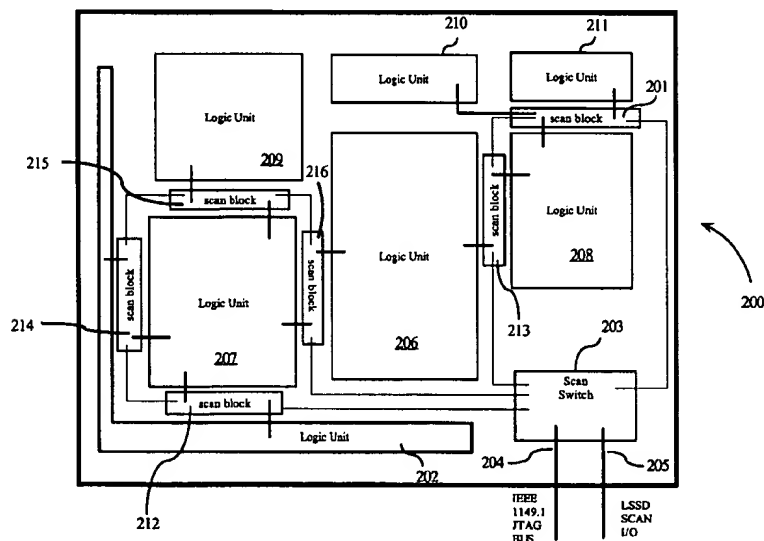 210
211
Logic Unit
Logic Unit
201
scan block
Logic Unit
209
215
216
scan block
scan block
Logic Unit
208
Logic Unit
206
scan block
Logic Unit
207
scan block
214
213
200
203
Scan
Switch
scan block
Logic Unit
202
204
205
212
IEEE
1149.1
JTAG
BUS
LSSD
SCAN
I/O